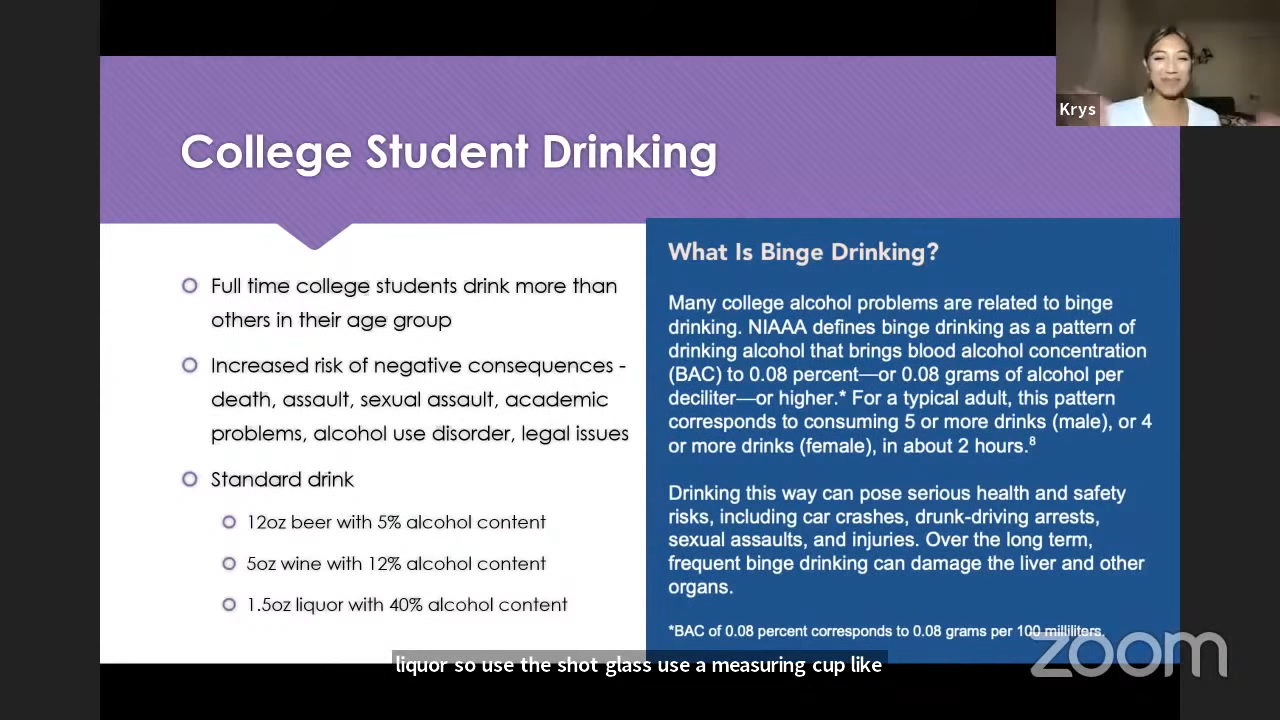 Krys
College Student Drinking
Full time college students drink more than
others in their age group
Increased risk of negative consequences -
death, assault, sexual assault, academic
problems, alcohol use disorder, legal issues
Standard drink
12oz beer with 5% alcohol content
5oz wine with 12% alcohol content
1.5oz liquor with 40% alcohol content
What Is Binge Drinking?
Many college alcohol problems are related to binge
drinking. NIAAA defines binge drinking as a pattern of
drinking alcohol that brings blood alcohol concentration
(BAC) to 0.08 percent—or 0.08 grams of alcohol per
deciliter—or higher.* For a typical adult, this pattern
corresponds to consuming 5 or more drinks (male), or 4
or more drinks (female), in about 2 hours.8
Drinking this way can pose serious health and safety
risks, including car crashes, drunk-driving arrests,
sexual assaults, and injuries. Over the long term,
frequent binge drinking can damage the liver and other
organs.
*BAC of 0.08 percent corresponds to 0.08 grams per 100 milliliters.
zoom
liquor so use the shot glass use a measuring cup like